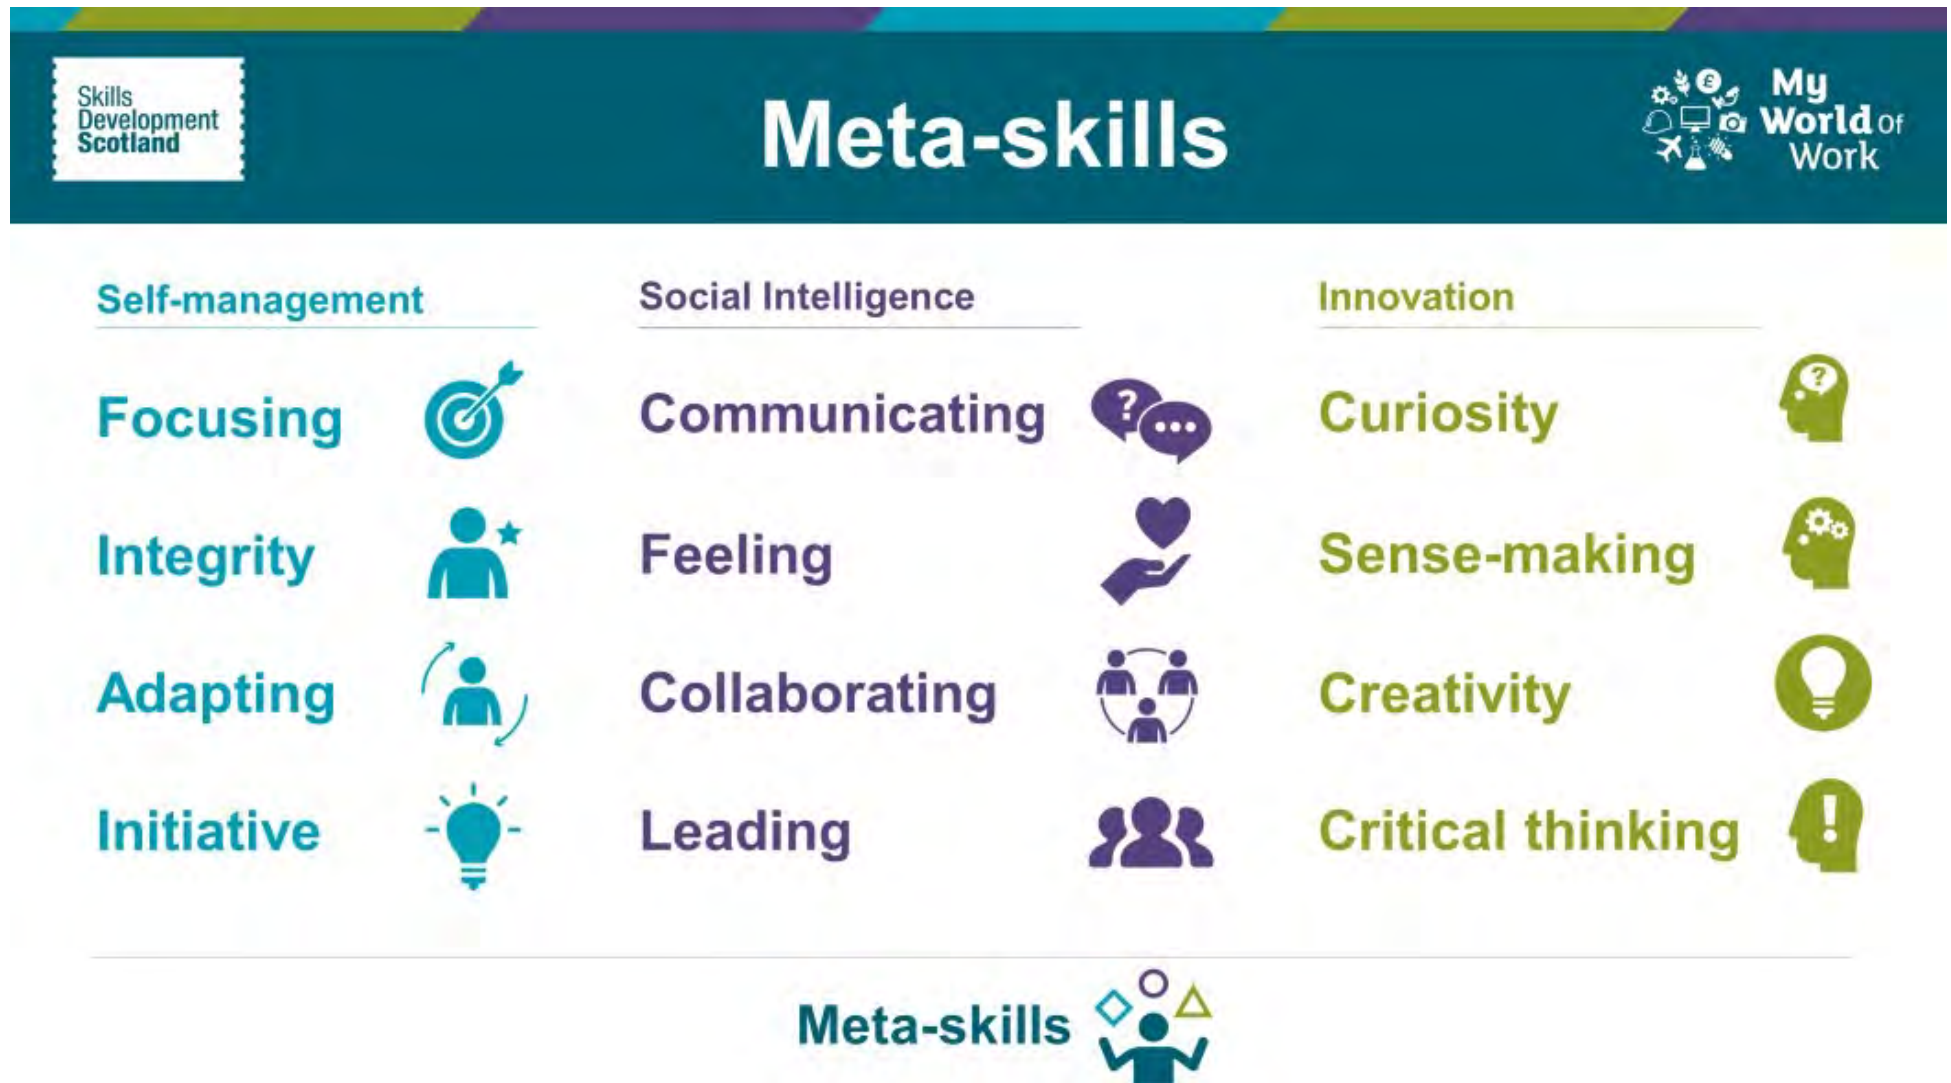 Skills
Development
Scotland
Meta-skills
My
World of
Work
Self-management
Focusing
Integrity
Adapting
Initiative
Social Intelligence
Communicating
?
...
Feeling
Collaborating
Leading
Innovation
Curiosity
?
Sense-making
Creativity
Critical thinking
!
Meta-skills